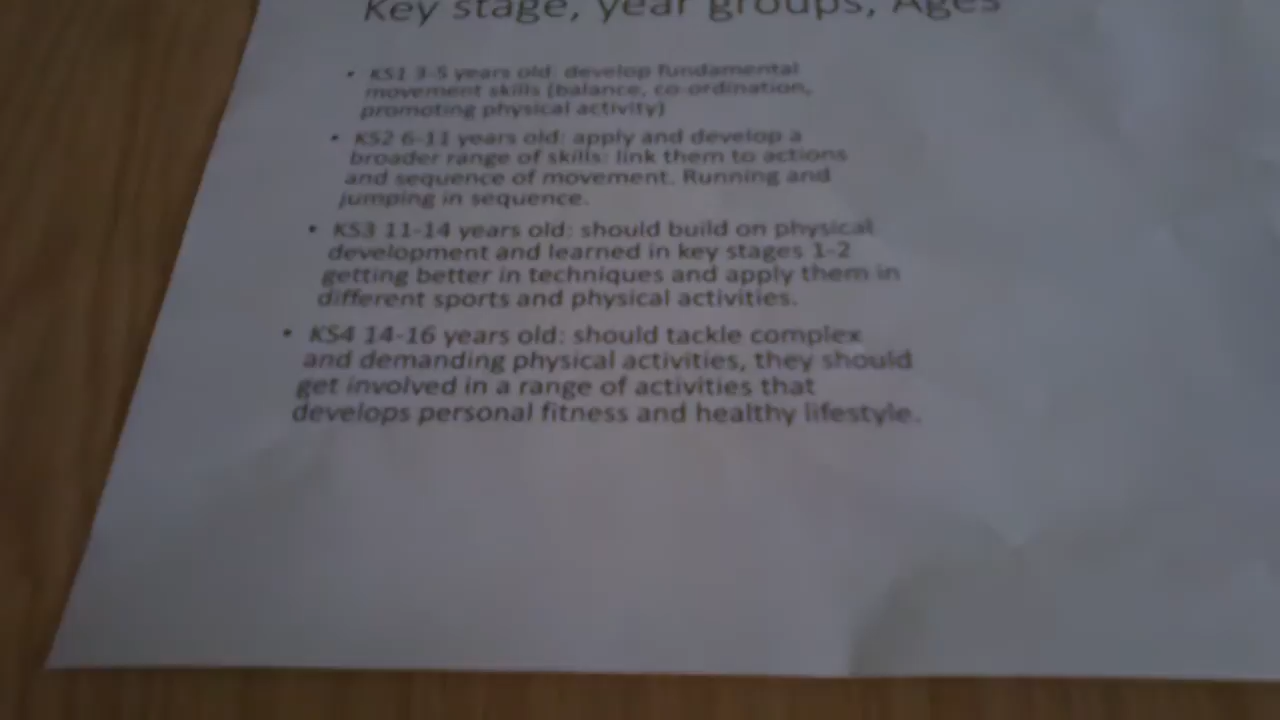 Key stage, year groups, Ages
• KS1 3-5 years old: develop fundamental
movement skills (balance, co-ordination,
promoting physical activity)
• KS2 6-11 years old: apply and develop a
broader range of skills: link them to actions
and sequence of movement. Running and
jumping in sequence.
• KS3 11-14 years old: should build on physical
development and learned in key stages 1-2
getting better in techniques and apply them in
different sports and physical activities.
• KS4 14-16 years old: should tackle complex
and demanding physical activities, they should
get involved in a range of activities that
develops personal fitness and healthy lifestyle.